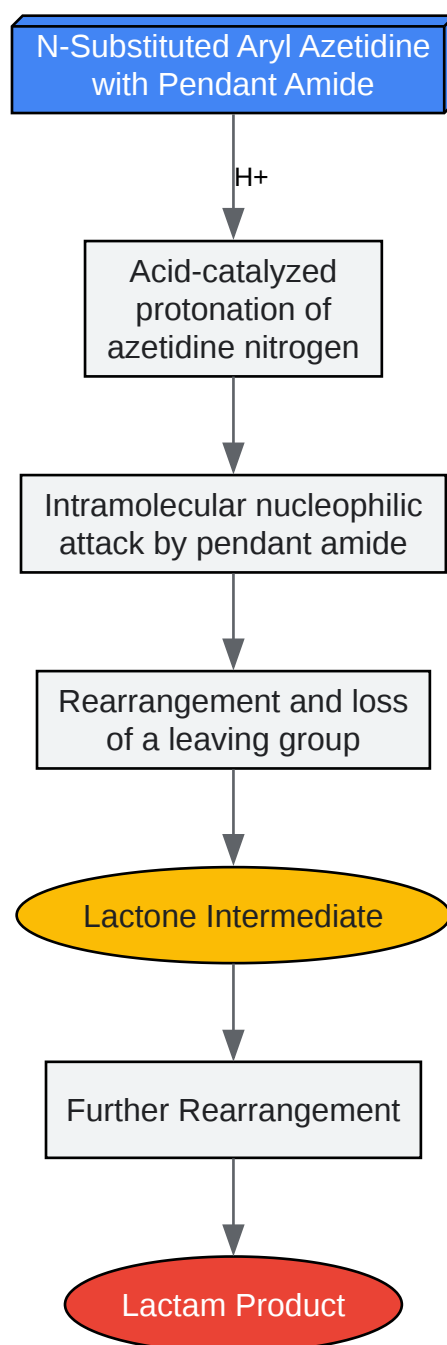 N-Substituted Aryl Azetidine
with Pendant Amide
H+
Acid-catalyzed
protonation of
azetidine nitrogen
Intramolecular nucleophilic
attack by pendant amide
Rearrangement and loss
of a leaving group
Lactone Intermediate
Further Rearrangement
Lactam Product